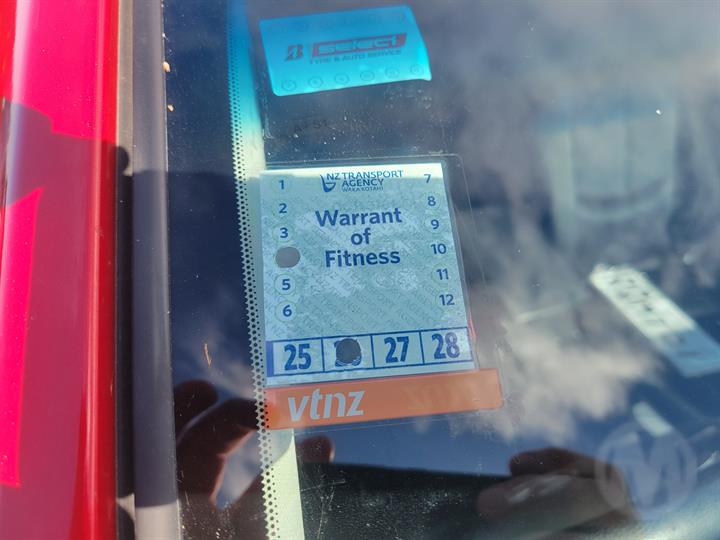 select
TYRE & AUTO SERVICE
NZ TRANSPORT
AGENCY
WAKA KOTAHI
Warrant
of
Fitness
1
2
3
5
6
7
8
9
10
11
12
25 27 28
vtnz
M